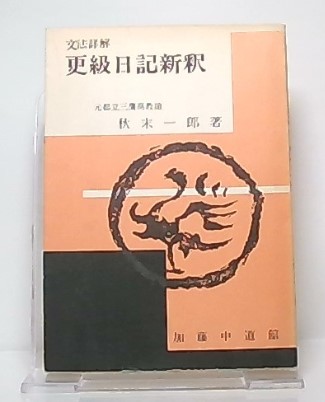 文法詳解
更級日記新釈
元都立三鷹高教諭
秋末一郎著
加藤中道館